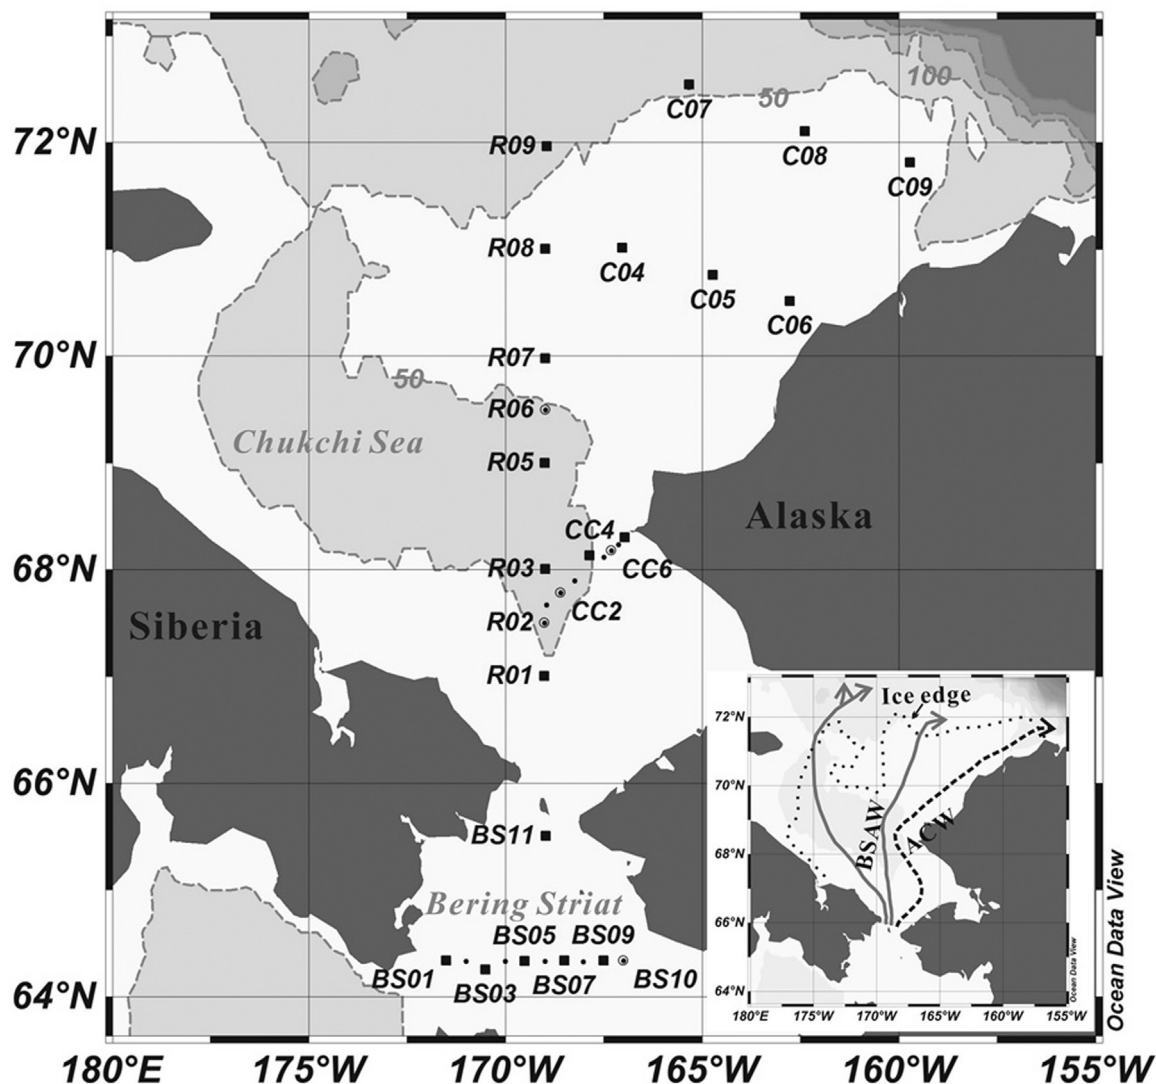 100
50
C07
72°N
R09
C08
C09
R08
C04
C05
C06
70°N
R07
50
R06
Chukchi Sea
R05
Alaska
CC4
68°N
R03
CC6
CC2
Siberia
R02
R01
66°N
BS11
Bering Striat
BS05 BS09
BS01
BS03
BS07
BS10
64°N
180°E 175°W 170°W 165°W 160°W 155°W
Ocean Data View
Ice edge
72°N
70°N
BSAW
ACW
68°N
66°N
64°N
180°E 175°W 170°W 165°W 160°W 155°W
Ocean Data View